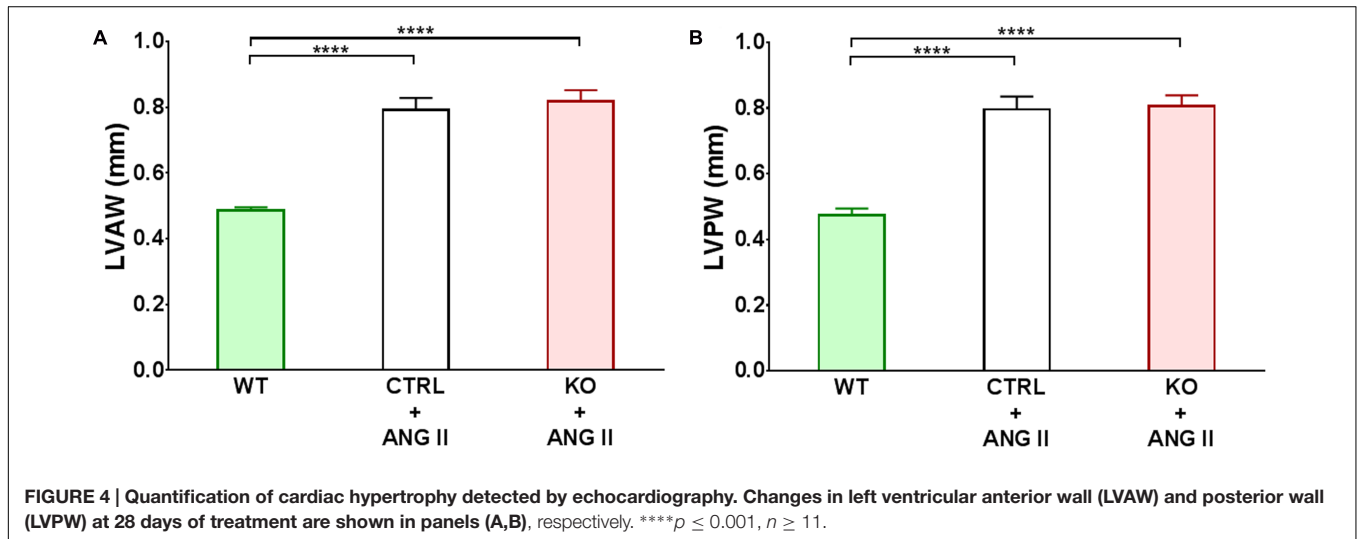 A
****
****
1.0
0.8
0.6
0.4
0.2
0.0
LVAW (mm)
WT
CTRL
+
ANG II
KO
+
ANG II
B
****
****
1.0
0.8
0.6
0.4
0.2
0.0
LVPW (mm)
WT
CTRL
+
ANG II
KO
+
ANG II
FIGURE 4 | Quantification of cardiac hypertrophy detected by echocardiography. Changes in left ventricular anterior wall (LVAW) and posterior wall
(LVPW) at 28 days of treatment are shown in panels (A,B), respectively. ****p ≤ 0.001, n ≥ 11.